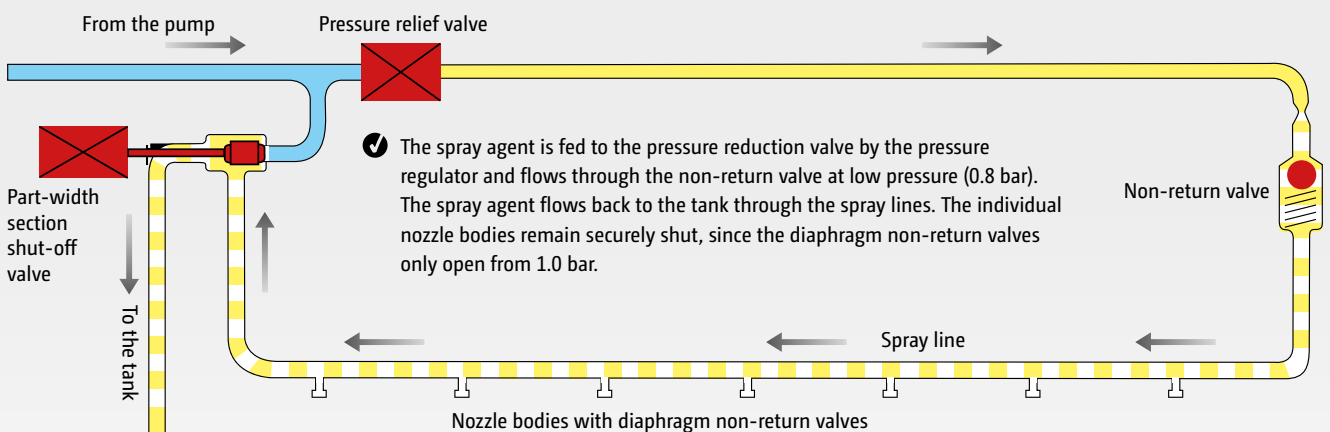 From the pump
Pressure relief valve
The spray agent is fed to the pressure reduction valve by the pressure
regulator and flows through the non-return valve at low pressure (0.8 bar).
The spray agent flows back to the tank through the spray lines. The individual
nozzle bodies remain securely shut, since the diaphragm non-return valves
only open from 1.0 bar.
Part-width
section
shut-off
valve
Non-return valve
To the tank
Spray line
Nozzle bodies with diaphragm non-return valves